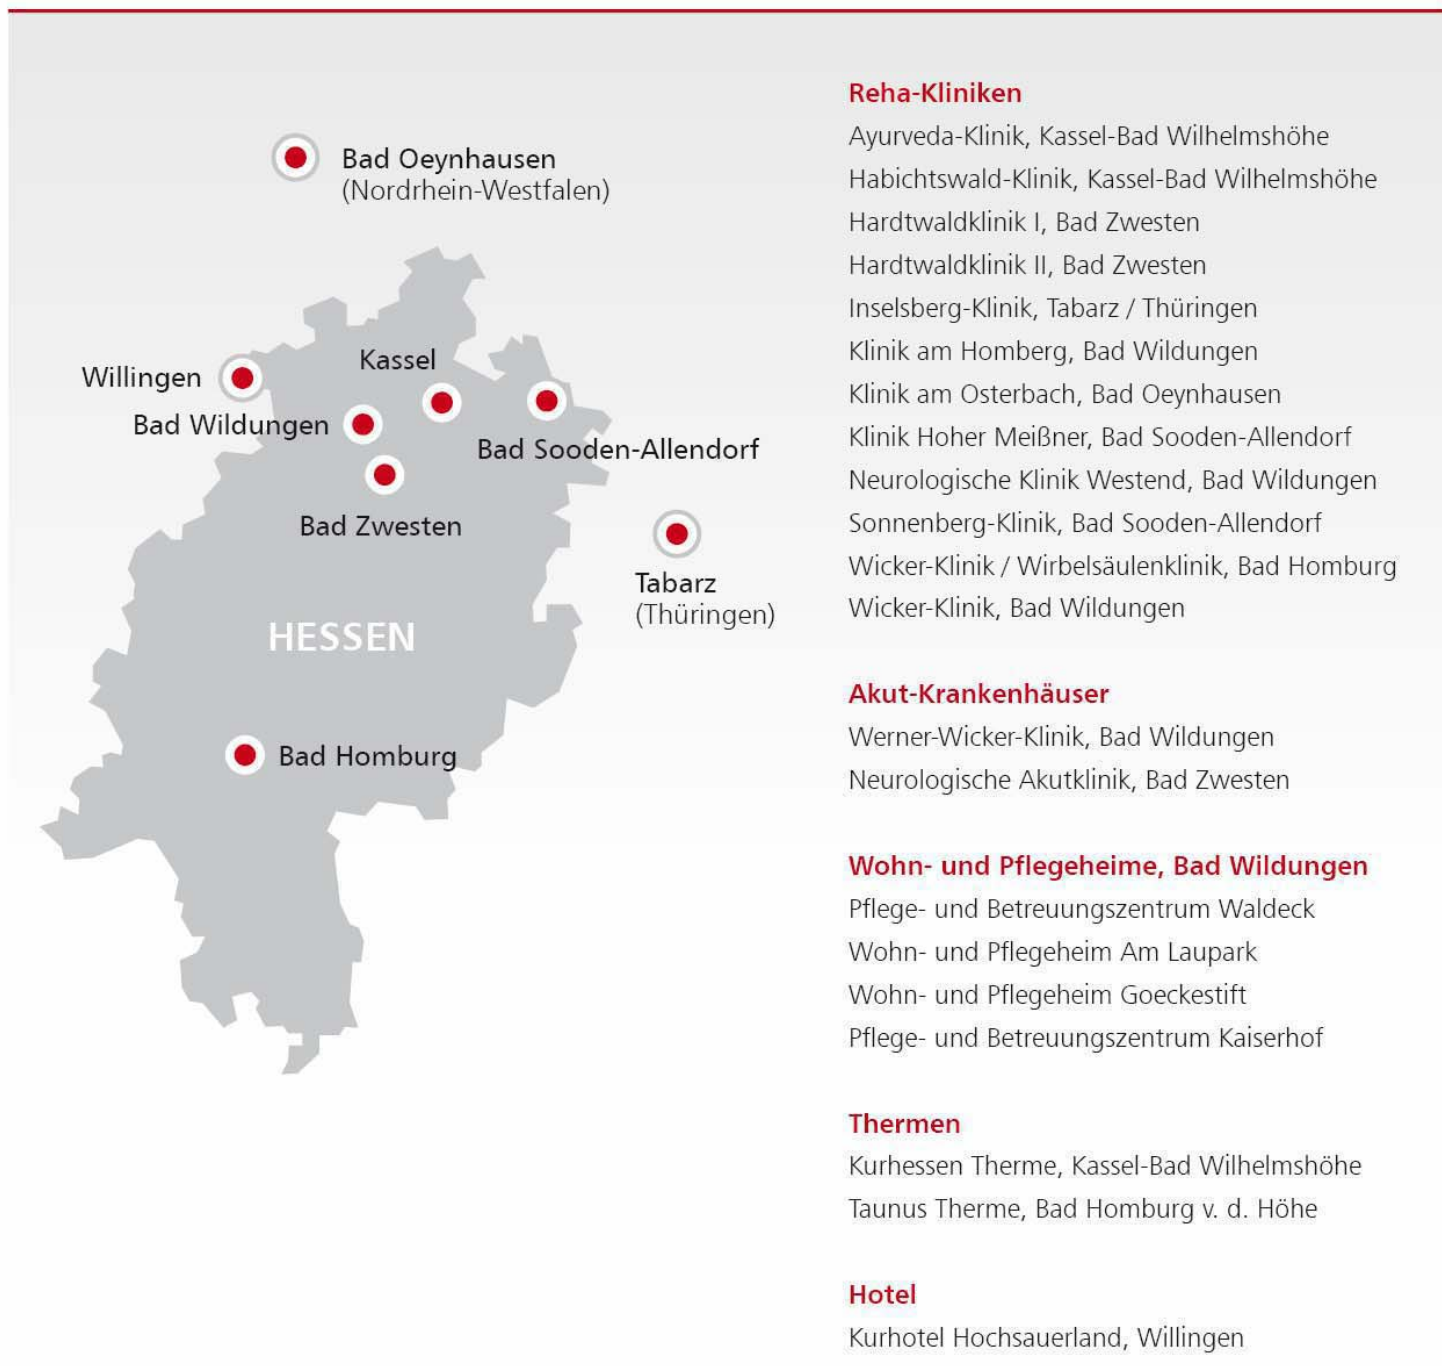 Bad Oeynhausen
(Nordrhein-Westfalen)
Willingen
Kassel
Bad Wildungen
Bad Sooden-Allendorf
Bad Zwesten
Tabarz
(Thüringen)
HESSEN
Bad Homburg
Reha-Kliniken
Ayurveda-Klinik, Kassel-Bad Wilhelmshöhe
Habichtswald-Klinik, Kassel-Bad Wilhelmshöhe
Hardtwaldklinik I, Bad Zwesten
Hardtwaldklinik II, Bad Zwesten
Inselsberg-Klinik, Tabarz / Thüringen
Klinik am Homberg, Bad Wildungen
Klinik am Osterbach, Bad Oeynhausen
Klinik Hoher Meißner, Bad Sooden-Allendorf
Neurologische Klinik Westend, Bad Wildungen
Sonnenberg-Klinik, Bad Sooden-Allendorf
Wicker-Klinik / Wirbelsäulenklinik, Bad Homburg
Wicker-Klinik, Bad Wildungen
Akut-Krankenhäuser
Werner-Wicker-Klinik, Bad Wildungen
Neurologische Akutklinik, Bad Zwesten
Wohn- und Pflegeheime, Bad Wildungen
Pflege- und Betreuungszentrum Waldeck
Wohn- und Pflegeheim Am Laupark
Wohn- und Pflegeheim Goeckestift
Pflege- und Betreuungszentrum Kaiserhof
Thermen
Kurhessen Therme, Kassel-Bad Wilhelmshöhe
Taunus Therme, Bad Homburg v. d. Höhe
Hotel
Kurhotel Hochsauerland, Willingen